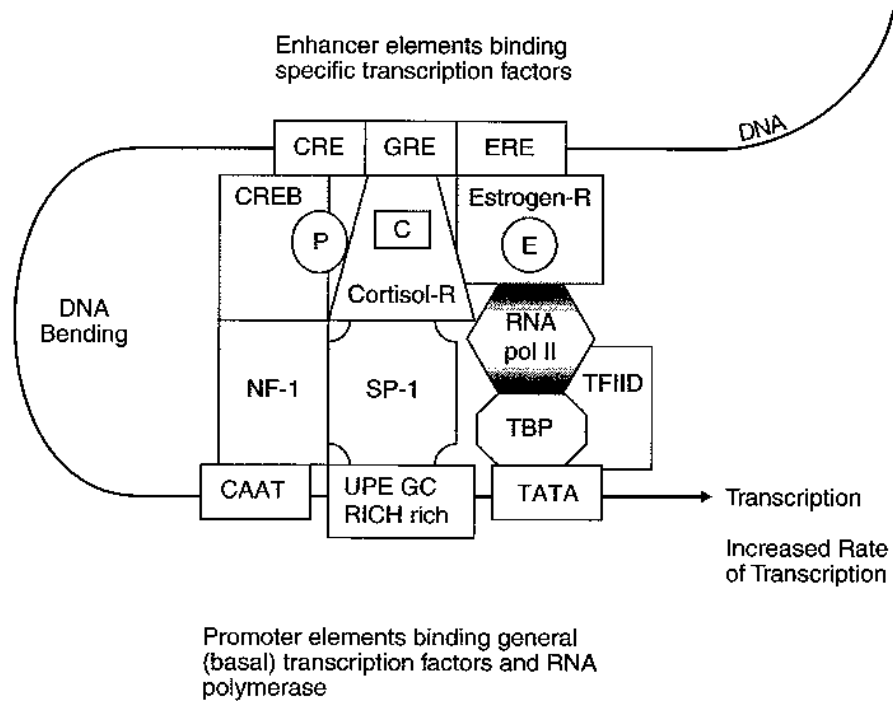 Enhancer elements binding
specific transcription factors
DNA
CRE GRE ERE
CREB
Estrogen-R
P
C
E
Cortisol-R
DNA
Bending
RNA
pol II
TFIID
NF-1
SP-1
TBP
CAAT
UPE GC
RICH rich
TATA
Transcription
Increased Rate
of Transcription
Promoter elements binding general
(basal) transcription factors and RNA
polymerase